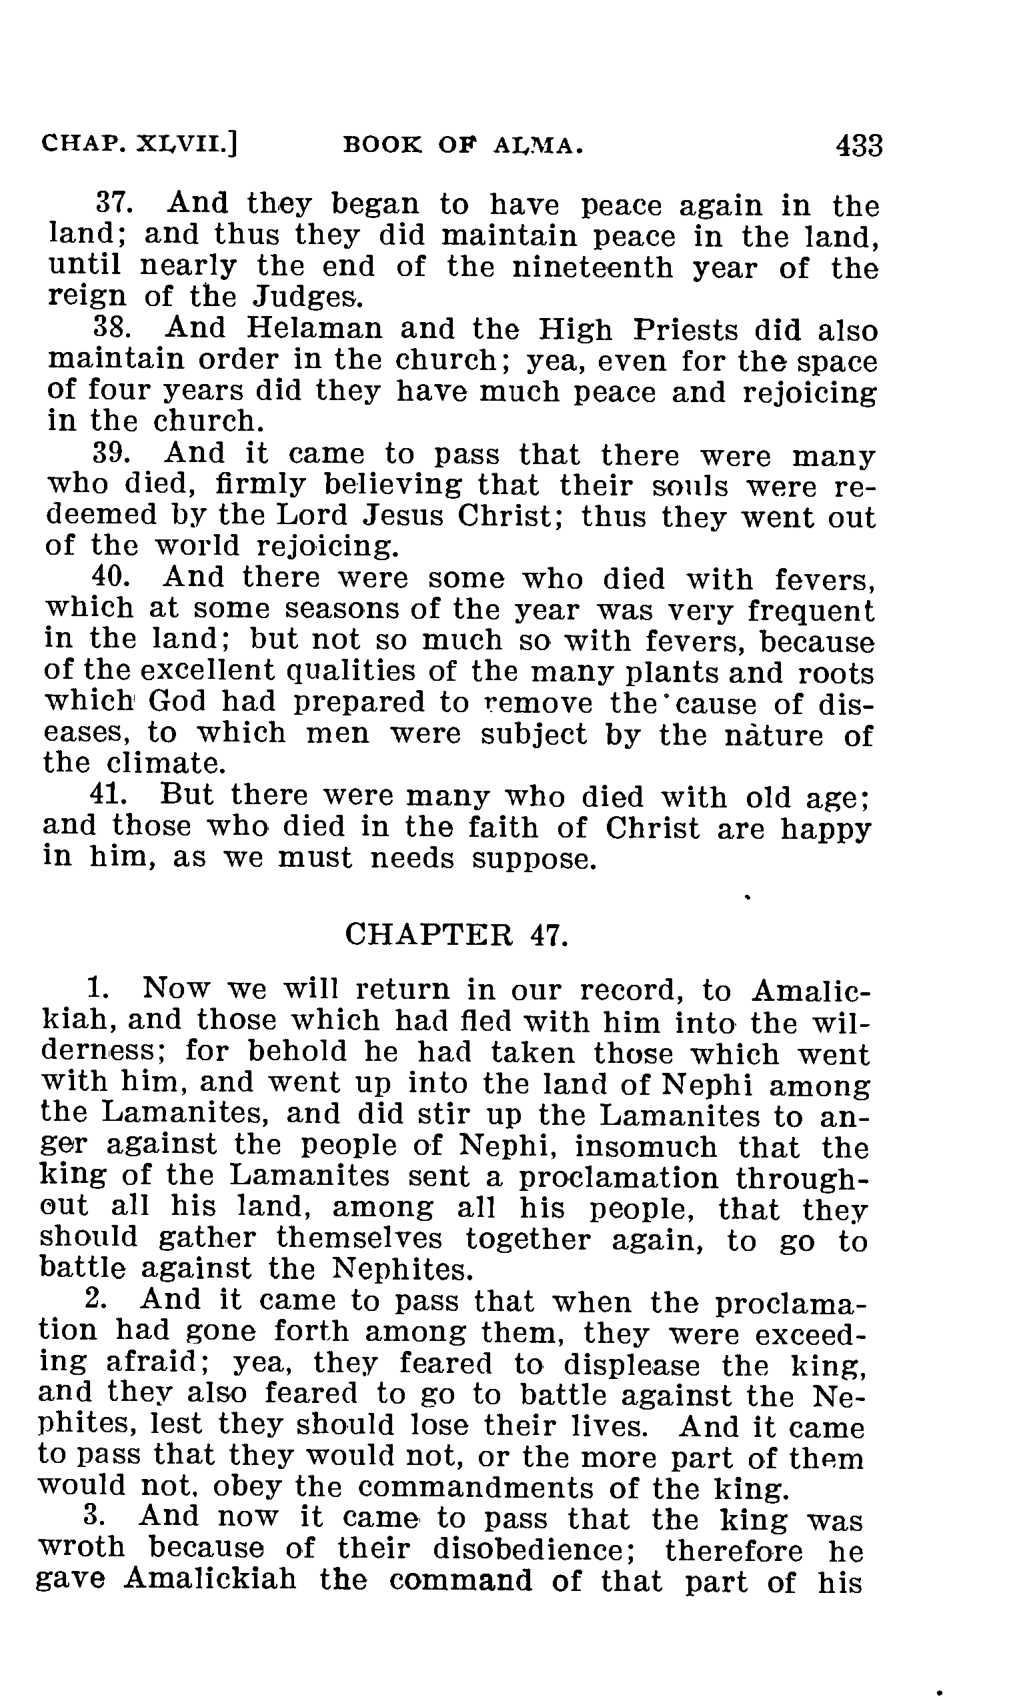 CHAP. XLVII.] BOOK OF ALMA. 433
37. And they began to have peace again in the
land; and thus they did maintain peace in the land,
until nearly the end of the nineteenth year of the
reign of the Judges.
38. And Helaman and the High Priests did also
maintain order in the church; yea, even for the space
of four years did they have much peace and rejoicing
in the church.
39. And it came to pass that there were many
who died, firmly believing that their souls were re-
deemed by the Lord Jesus Christ; thus they went out
of the world rejoicing.
40. And there were some who died with fevers,
which at some seasons of the year was very frequent
in the land; but not so much so with fevers, because
of the excellent qualities of the many plants and roots
which God had prepared to remove the cause of dis-
eases, to which men were subject by the nature of
the climate.
41. But there were many who died with old age;
and those who died in the faith of Christ are happy
in him, as we must needs suppose.
CHAPTER 47.
1. Now we will return in our record, to Amalic-
kiah, and those which had fled with him into the wil-
derness; for behold he had taken those which went
with him, and went up into the land of Nephi among
the Lamanites, and did stir up the Lamanites to an-
ger against the people of Nephi, insomuch that the
king of the Lamanites sent a proclamation through-
out all his land, among all his people, that they
should gather themselves together again, to go to
battle against the Nephites.
2. And it came to pass that when the proclama-
tion had gone forth among them, they were exceed-
ing afraid; yea, they feared to displease the king,
and they also feared to go to battle against the Ne-
phites, lest they should lose their lives. And it came
to pass that they would not, or the more part of them
would not, obey the commandments of the king.
3. And now it came to pass that the king was
wroth because of their disobedience; therefore he
gave Amalickiah the command of that part of his